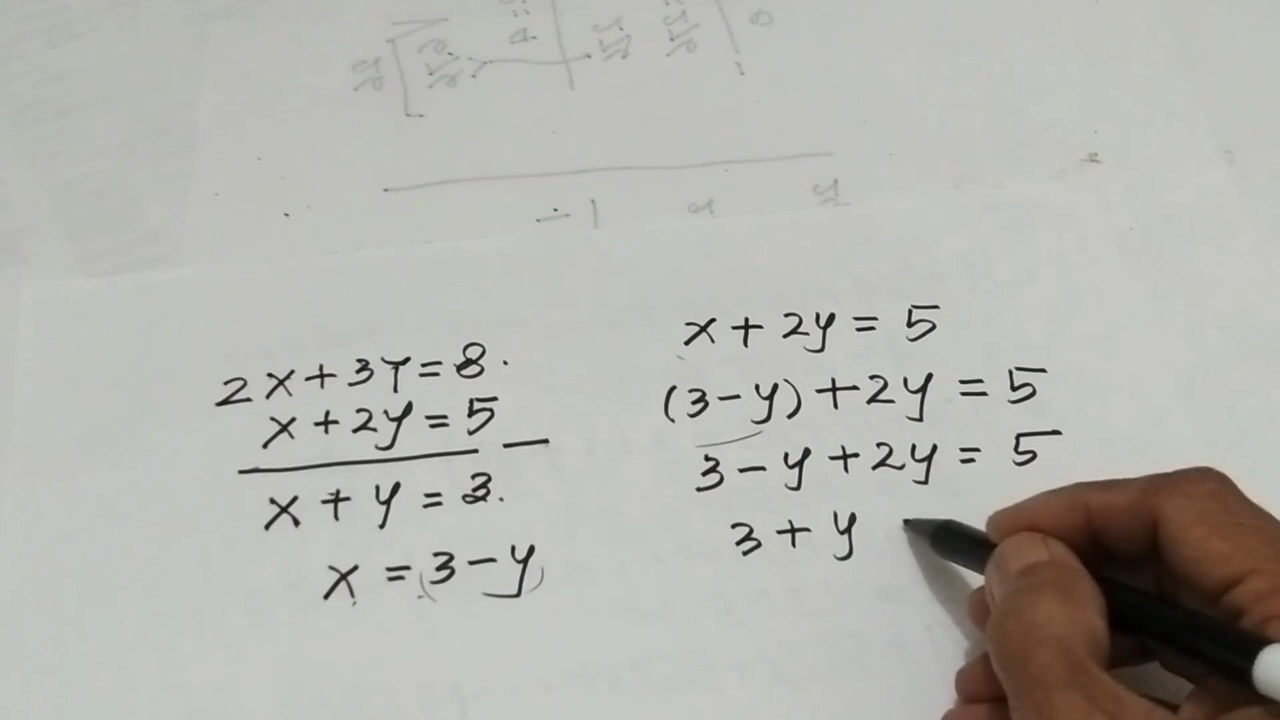 2x+3y=8.
x+2y=5
x+y=3.
x=(3-y)
x+2y=5
(3-y)+2y=5
3-y+2y=5
3+y